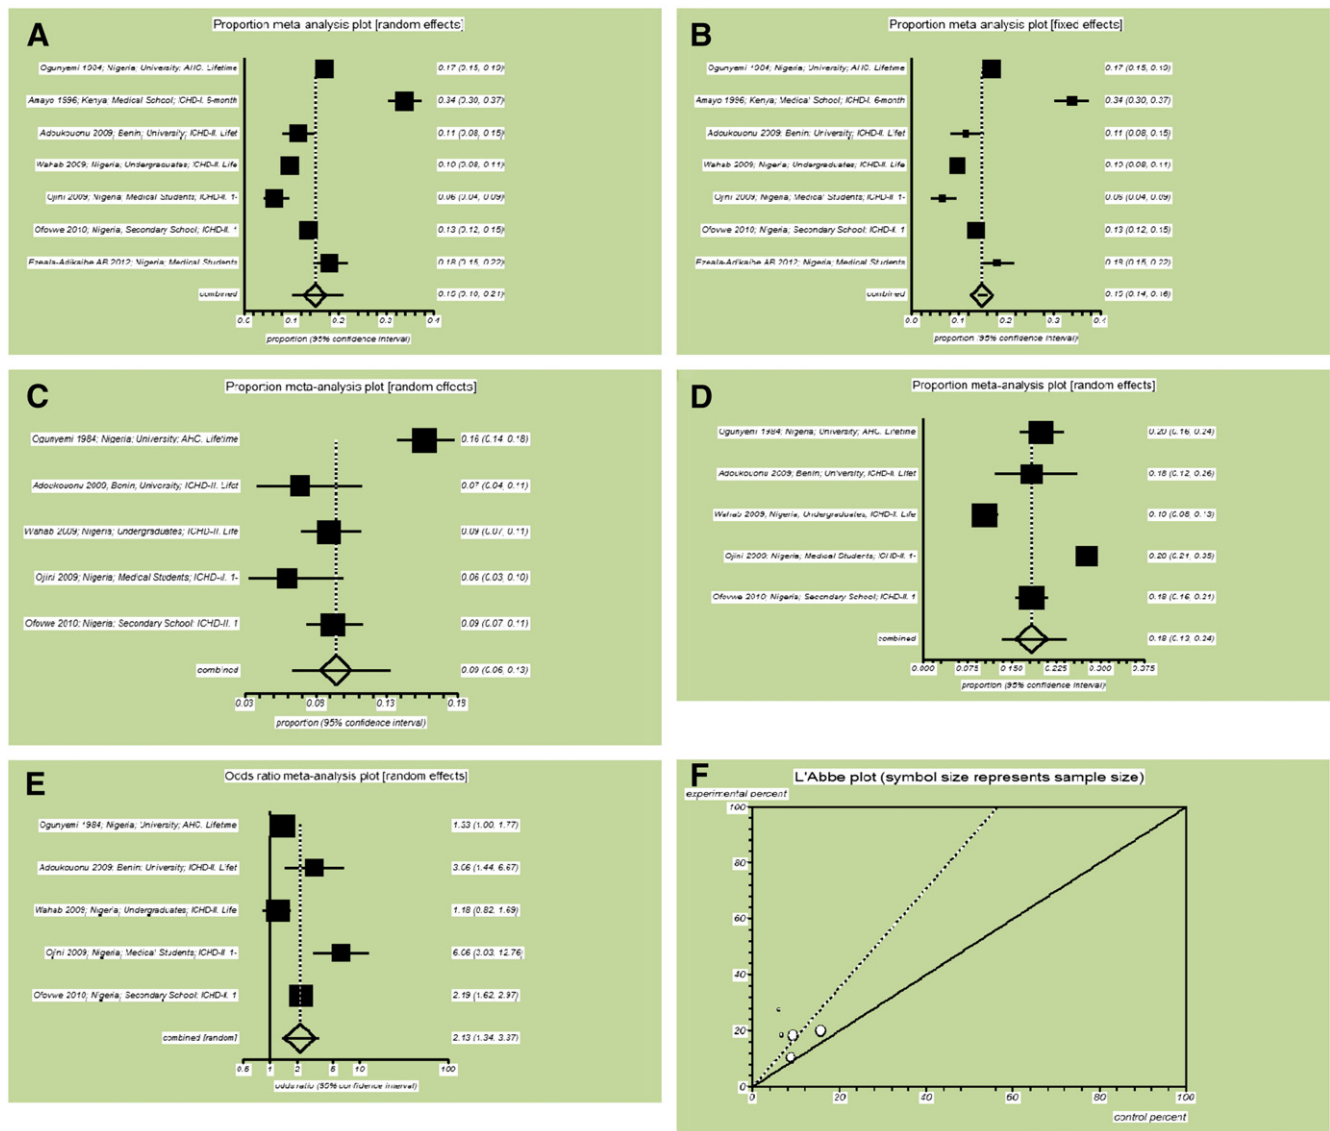 A
Proportion meta-analysis plot [random effects]
Ogunyemi 1984; Nigeria; University; AHC. Lifetime
0.17 (0.15, 0.19)
Amayo 1996; Kenya; Medical School; ICHD-I. 6-month
0.34 (0.30, 0.37)
Adoukouonu 2009; Benin; University; ICHD-II. Lifet
0.11 (0.08, 0.15)
Wahab 2009; Nigeria; Undergraduates; ICHD-II. Life
0.10 (0.08, 0.11)
Ojini 2009; Nigeria; Medical Students; ICHD-II. 1-
0.06 (0.04, 0.09)
Ofovwe 2010; Nigeria; Secondary School; ICHD-II. 1
0.13 (0.12, 0.15)
Ezeala-Adikaibe AB 2012; Nigeria; Medical Students
0.18 (0.15, 0.22)
combined
0.15 (0.10, 0.21)
0.0 0.1 0.2 0.3 0.4
proportion (95% confidence interval)
B
Proportion meta-analysis plot [fixed effects]
Ogunyemi 1984; Nigeria; University; AHC. Lifetime
0.17 (0.15, 0.19)
Amayo 1996; Kenya; Medical School; ICHD-I. 6-month
0.34 (0.30, 0.37)
Adoukouonu 2009; Benin; University; ICHD-II. Lifet
0.11 (0.08, 0.15)
Wahab 2009; Nigeria; Undergraduates; ICHD-II. Life
0.10 (0.08, 0.11)
Ojini 2009; Nigeria; Medical Students; ICHD-II. 1-
0.06 (0.04, 0.09)
Ofovwe 2010; Nigeria; Secondary School; ICHD-II. 1
0.13 (0.12, 0.15)
Ezeala-Adikaibe AB 2012; Nigeria; Medical Students
0.18 (0.15, 0.22)
combined
0.15 (0.14, 0.16)
0.0 0.1 0.2 0.3 0.4
proportion (95% confidence interval)
C
Proportion meta-analysis plot [random effects]
Ogunyemi 1984; Nigeria; University; AHC. Lifetime
0.16 (0.14, 0.18)
Adoukouonu 2009; Benin; University; ICHD-II. Lifet
0.07 (0.04, 0.11)
Wahab 2009; Nigeria; Undergraduates; ICHD-II. Life
0.09 (0.07, 0.11)
Ojini 2009; Nigeria; Medical Students; ICHD-II. 1-
0.06 (0.03, 0.10)
Ofovwe 2010; Nigeria; Secondary School; ICHD-II. 1
0.09 (0.07, 0.11)
combined
0.09 (0.06, 0.13)
0.03 0.08 0.13 0.18
proportion (95% confidence interval)
D
Proportion meta-analysis plot [random effects]
Ogunyemi 1984; Nigeria; University; AHC. Lifetime
0.20 (0.16, 0.24)
Adoukouonu 2009; Benin; University; ICHD-II. Lifet
0.18 (0.12, 0.26)
Wahab 2009; Nigeria; Undergraduates; ICHD-II. Life
0.10 (0.08, 0.13)
Ojini 2009; Nigeria; Medical Students; ICHD-II. 1-
(0.21, 0.35)
Ofovwe 2010; Nigeria; Secondary School; ICHD-II. 1
0.18 (0.16, 0.21)
combined
0.18 (0.13, 0.24)
0.000 0.075 0.150 0.225 0.300 0.375
proportion (95% confidence interval)
E
Odds ratio meta-analysis plot [random effects]
Ogunyemi 1984; Nigeria; University; AHC. Lifetime
1.33 (1.00, 1.77)
Adoukouonu 2009; Benin; University; ICHD-II. Lifet
3.06 (1.44, 6.67)
Wahab 2009; Nigeria; Undergraduates; ICHD-II. Life
1.18 (0.82, 1.69)
Ojini 2009; Nigeria; Medical Students; ICHD-II. 1-
6.06 (3.03, 12.76)
Ofovwe 2010; Nigeria; Secondary School; ICHD-II. 1
2.19 (1.62, 2.97)
combined [random]
2.13 (1.34, 3.37)
0.5 1 2 5 10 100
odds ratio (95% confidence interval)
F
L'Abbe plot (symbol size represents sample size)
experimental percent
100
80
60
40
20
0
0 20 40 60 80 100
control percent